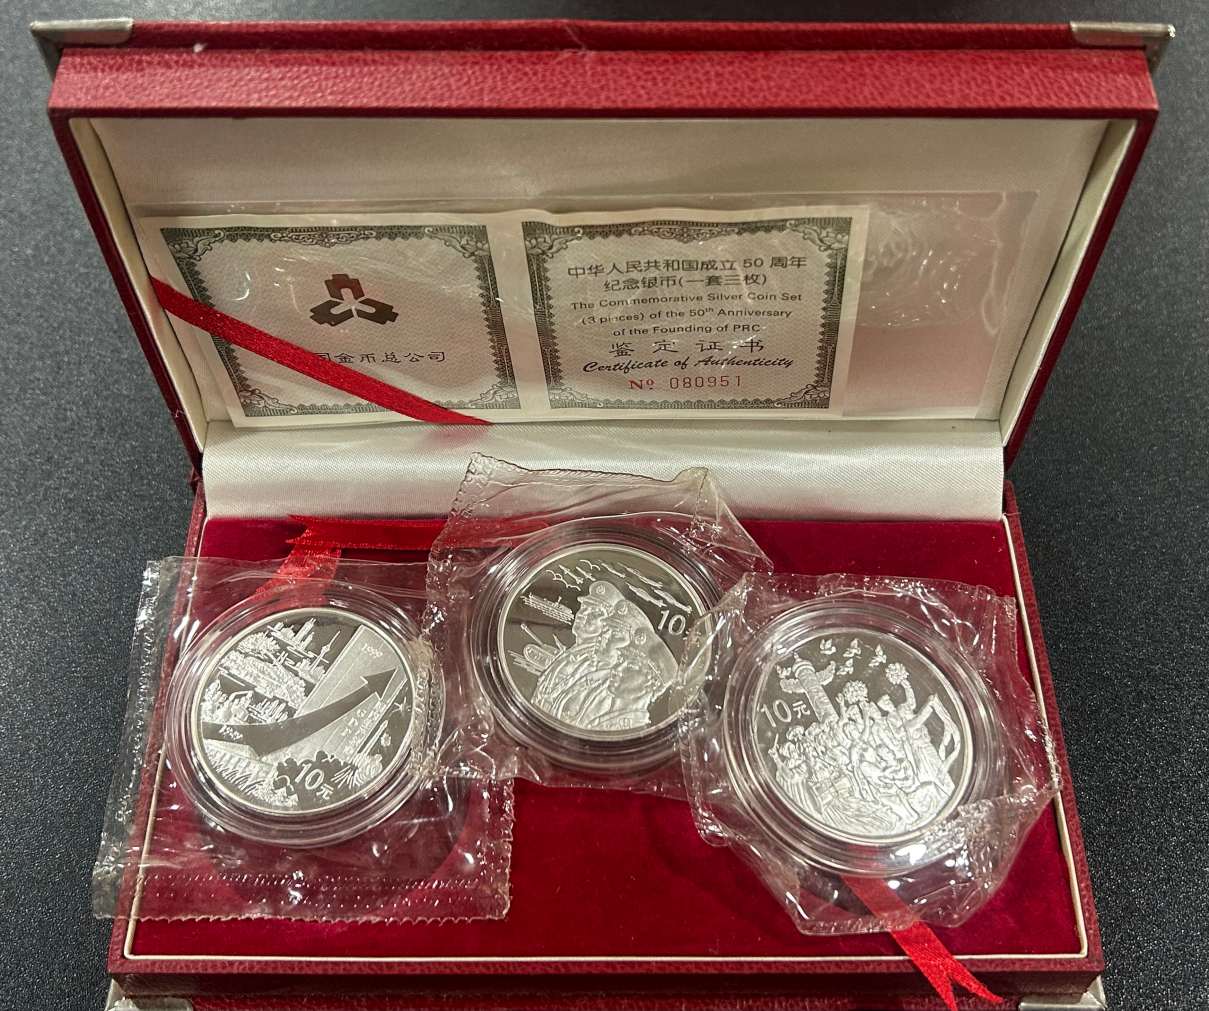 国金币总公司
中华人民共和国成立 50 周年
纪念银币(一套三枚)
The Commemorative Silver Coin Set
(3 pieces) of the 50th Anniversary
of the Founding of PRC
鉴定证书
Certificate of Authenticity
Nº 080951
1999
1949
10元
10
10元